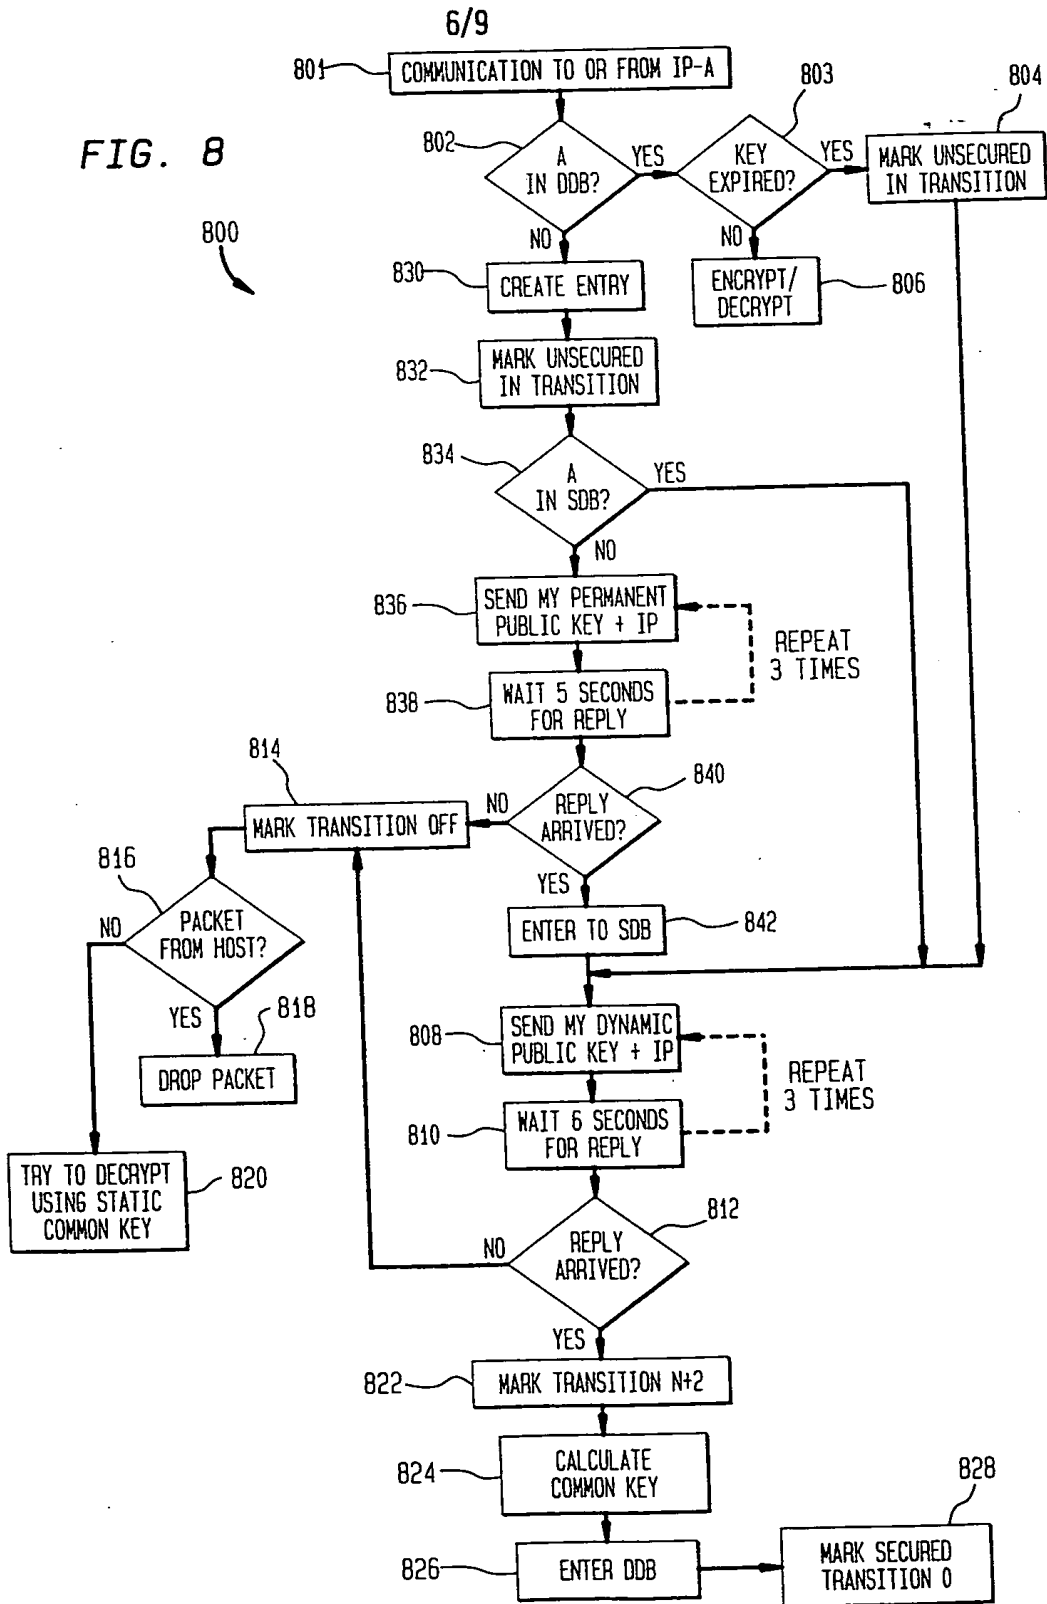 6/9
801
COMMUNICATION TO OR FROM IP-A
FIG. 8
800
802
A
IN DDB?
YES
NO
803
KEY
EXPIRED?
YES
NO
804
MARK UNSECURED
IN TRANSITION
806
ENCRYPT/
DECRYPT
830
CREATE ENTRY
832
MARK UNSECURED
IN TRANSITION
834
A
IN SDB?
YES
NO
836
SEND MY PERMANENT
PUBLIC KEY + IP
REPEAT
3 TIMES
838
WAIT 5 SECONDS
FOR REPLY
840
REPLY
ARRIVED?
NO
YES
814
MARK TRANSITION OFF
816
PACKET
FROM HOST?
NO
YES
818
DROP PACKET
820
TRY TO DECRYPT
USING STATIC
COMMON KEY
842
ENTER TO SDB
808
SEND MY DYNAMIC
PUBLIC KEY + IP
REPEAT
3 TIMES
810
WAIT 6 SECONDS
FOR REPLY
812
REPLY
ARRIVED?
NO
YES
822
MARK TRANSITION N+2
824
CALCULATE
COMMON KEY
826
ENTER DDB
828
MARK SECURED
TRANSITION 0